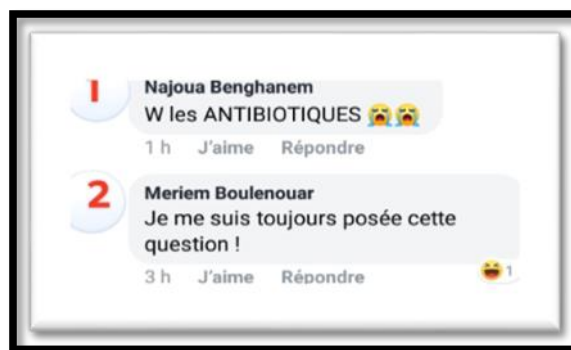 1
Najoua Benghanem
W les ANTIBIOTIQUES 😭😭
1 h J'aime Répondre
2
Meriem Boulenouar
Je me suis toujours posée cette
question !
3 h J'aime Répondre
😆 1